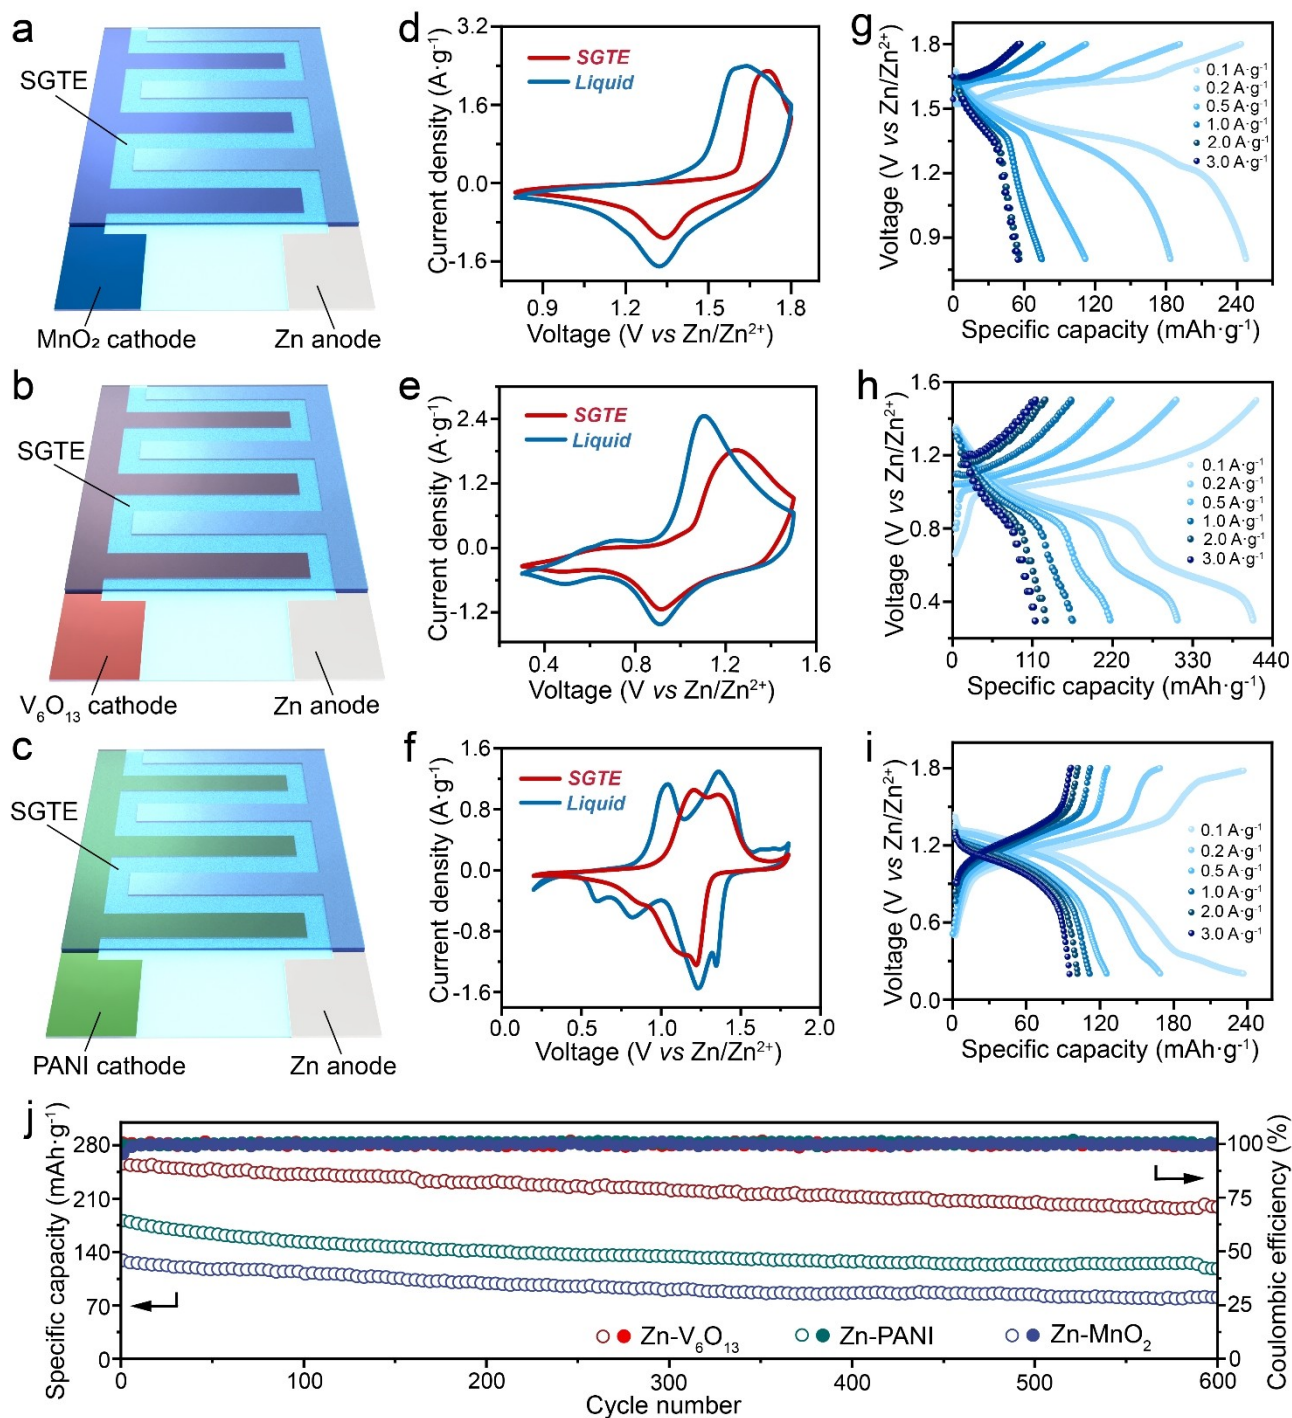 a
SGTE
MnO₂ cathode
Zn anode
b
SGTE
V₆O₁₃ cathode
Zn anode
c
SGTE
PANI cathode
Zn anode
d
Current density (A·g⁻¹)
3.2
1.6
0.0
-1.6
SGTE
Liquid
0.9 1.2 1.5 1.8
Voltage (V vs Zn/Zn²⁺)
e
Current density (A·g⁻¹)
2.4
1.2
0.0
-1.2
SGTE
Liquid
0.4 0.8 1.2 1.6
Voltage (V vs Zn/Zn²⁺)
f
Current density (A·g⁻¹)
1.6
0.8
0.0
-0.8
-1.6
SGTE
Liquid
0.0 0.5 1.0 1.5 2.0
Voltage (V vs Zn/Zn²⁺)
g
Voltage (V vs Zn/Zn²⁺)
1.8
1.5
1.2
0.9
0.1 A·g⁻¹
0.2 A·g⁻¹
0.5 A·g⁻¹
1.0 A·g⁻¹
2.0 A·g⁻¹
3.0 A·g⁻¹
0 60 120 180 240
Specific capacity (mAh·g⁻¹)
h
Voltage (V vs Zn/Zn²⁺)
1.6
1.2
0.8
0.4
0.1 A·g⁻¹
0.2 A·g⁻¹
0.5 A·g⁻¹
1.0 A·g⁻¹
2.0 A·g⁻¹
3.0 A·g⁻¹
0 110 220 330 440
Specific capacity (mAh·g⁻¹)
i
Voltage (V vs Zn/Zn²⁺)
1.8
1.2
0.6
0.0
0.1 A·g⁻¹
0.2 A·g⁻¹
0.5 A·g⁻¹
1.0 A·g⁻¹
2.0 A·g⁻¹
3.0 A·g⁻¹
0 60 120 180 240
Specific capacity (mAh·g⁻¹)
j
Specific capacity (mAh·g⁻¹)
280
210
140
70
0
Zn-V₆O₁₃ Zn-PANI Zn-MnO₂
100
75
50
25
0
Coulombic efficiency (%)
0 100 200 300 400 500 600
Cycle number